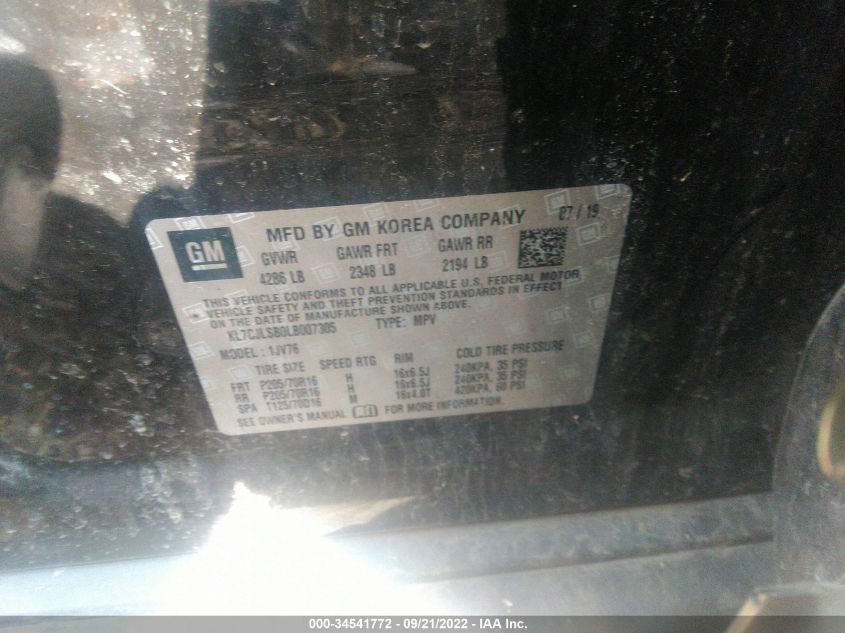 GM
MFD BY GM KOREA COMPANY 07 / 19
GVWR GAWR FRT GAWR RR
4286 LB 2348 LB 2194 LB
THIS VEHICLE CONFORMS TO ALL APPLICABLE U.S. FEDERAL MOTOR
VEHICLE SAFETY AND THEFT PREVENTION STANDARDS IN EFFECT
ON THE DATE OF MANUFACTURE SHOWN ABOVE.
KL7CJLSB0LB007385 TYPE: MPV
MODEL: 1JV76
TIRE SIZE SPEED RTG RIM COLD TIRE PRESSURE
FRT P205/70R16 H 16x6.5J 240KPA, 35 PSI
RR P205/70R16 H 16x6.5J 240KPA, 35 PSI
SPA T125/70D16 M 16x4.0T 420KPA, 60 PSI
SEE OWNER'S MANUAL FOR MORE INFORMATION.
000-34541772 - 09/21/2022 - IAA Inc.